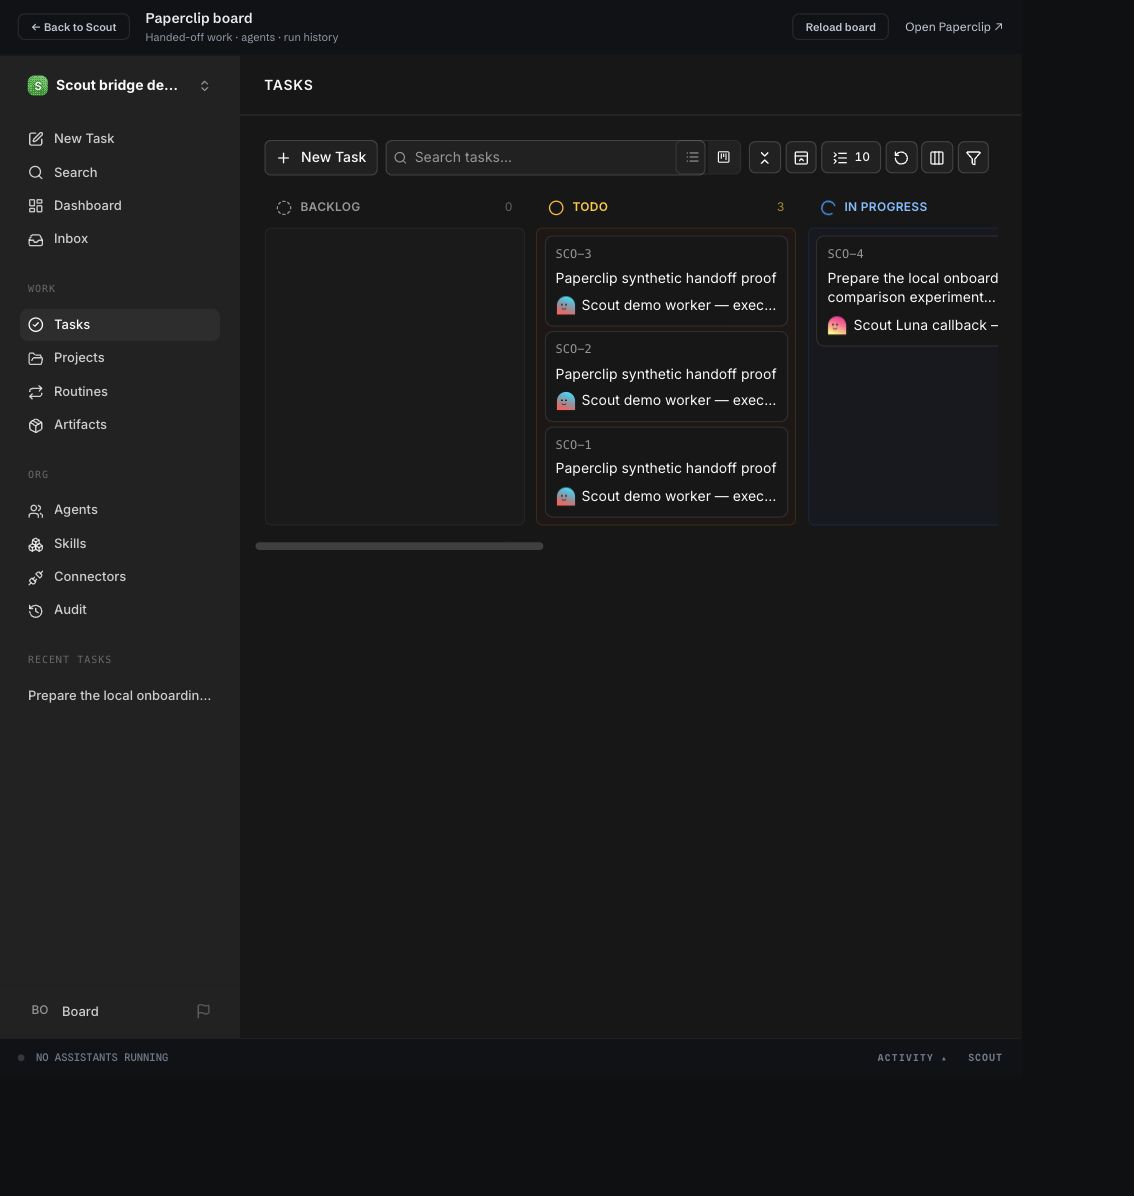 ← Back to Scout
Paperclip board
Handed-off work · agents · run history
Reload board
Open Paperclip ↗
S
Scout bridge de...
New Task
Search
Dashboard
Inbox
WORK
Tasks
Projects
Routines
Artifacts
ORG
Agents
Skills
Connectors
Audit
RECENT TASKS
Prepare the local onboardin...
BO
Board
TASKS
+ New Task
Search tasks...
10
BACKLOG
0
TODO
3
SCO-3
Paperclip synthetic handoff proof
Scout demo worker — exec...
SCO-2
Paperclip synthetic handoff proof
Scout demo worker — exec...
SCO-1
Paperclip synthetic handoff proof
Scout demo worker — exec...
IN PROGRESS
SCO-4
Prepare the local onboard
comparison experiment...
Scout Luna callback –
NO ASSISTANTS RUNNING
ACTIVITY ▴
SCOUT